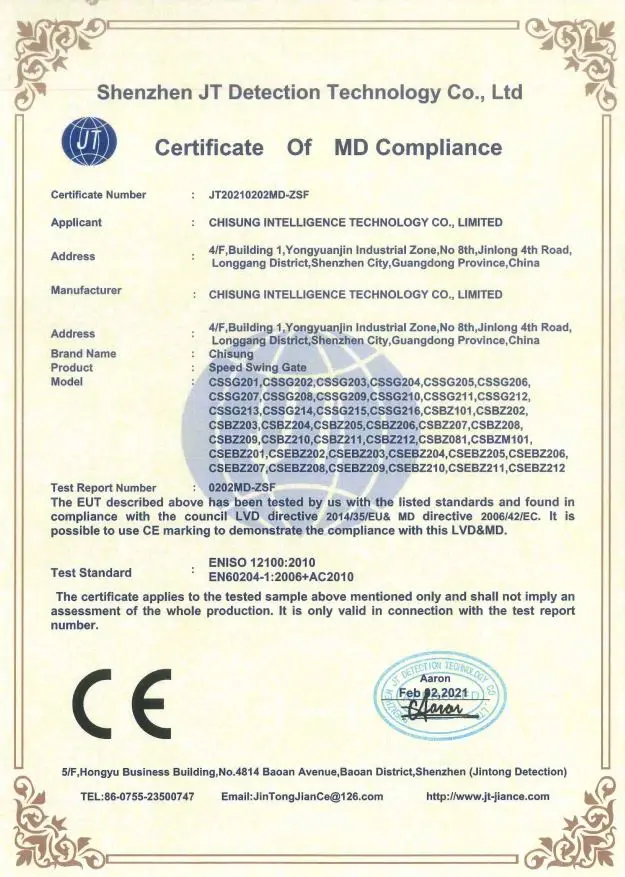 Shenzhen JT Detection Technology Co., Ltd
JT
Certificate Of MD Compliance
Certificate Number : JT20210202MD-ZSF
Applicant : CHISUNG INTELLIGENCE TECHNOLOGY CO., LIMITED
Address : 4/F,Building 1,Yongyuanjin Industrial Zone,No 8th,Jinlong 4th Road,
Longgang District,Shenzhen City,Guangdong Province,China
Manufacturer : CHISUNG INTELLIGENCE TECHNOLOGY CO., LIMITED
Address : 4/F,Building 1,Yongyuanjin Industrial Zone,No 8th,Jinlong 4th Road,
Longgang District,Shenzhen City,Guangdong Province,China
Brand Name : Chisung
Product : Speed Swing Gate
Model : CSSG201,CSSG202,CSSG203,CSSG204,CSSG205,CSSG206,
CSSG207,CSSG208,CSSG209,CSSG210,CSSG211,CSSG212,
CSSG213,CSSG214,CSSG215,CSSG216,CSBZ101,CSBZ202,
CSBZ203,CSBZ204,CSBZ205,CSBZ206,CSBZ207,CSBZ208,
CSBZ209,CSBZ210,CSBZ211,CSBZ212,CSBZ081,CSBZM101,
CSEBZ201,CSEBZ202,CSEBZ203,CSEBZ204,CSEBZ205,CSEBZ206,
CSEBZ207,CSEBZ208,CSEBZ209,CSEBZ210,CSEBZ211,CSEBZ212
Test Report Number : 0202MD-ZSF
The EUT described above has been tested by us with the listed standards and found in
compliance with the council LVD directive 2014/35/EU& MD directive 2006/42/EC. It is
possible to use CE marking to demonstrate the compliance with this LVD&MD.
Test Standard : ENISO 12100:2010
EN60204-1:2006+AC2010
The certificate applies to the tested sample above mentioned only and shall not imply an
assessment of the whole production. It is only valid in connection with the test report
number.
CE
JT DETECTION TECHNOLOGY CO
Aaron
Feb 02,2021
Aaron
5/F,Hongyu Business Building,No.4814 Baoan Avenue,Baoan District,Shenzhen (Jintong Detection)
TEL:86-0755-23500747 Email:JinTongJianCe@126.com http://www.jt-jiance.com